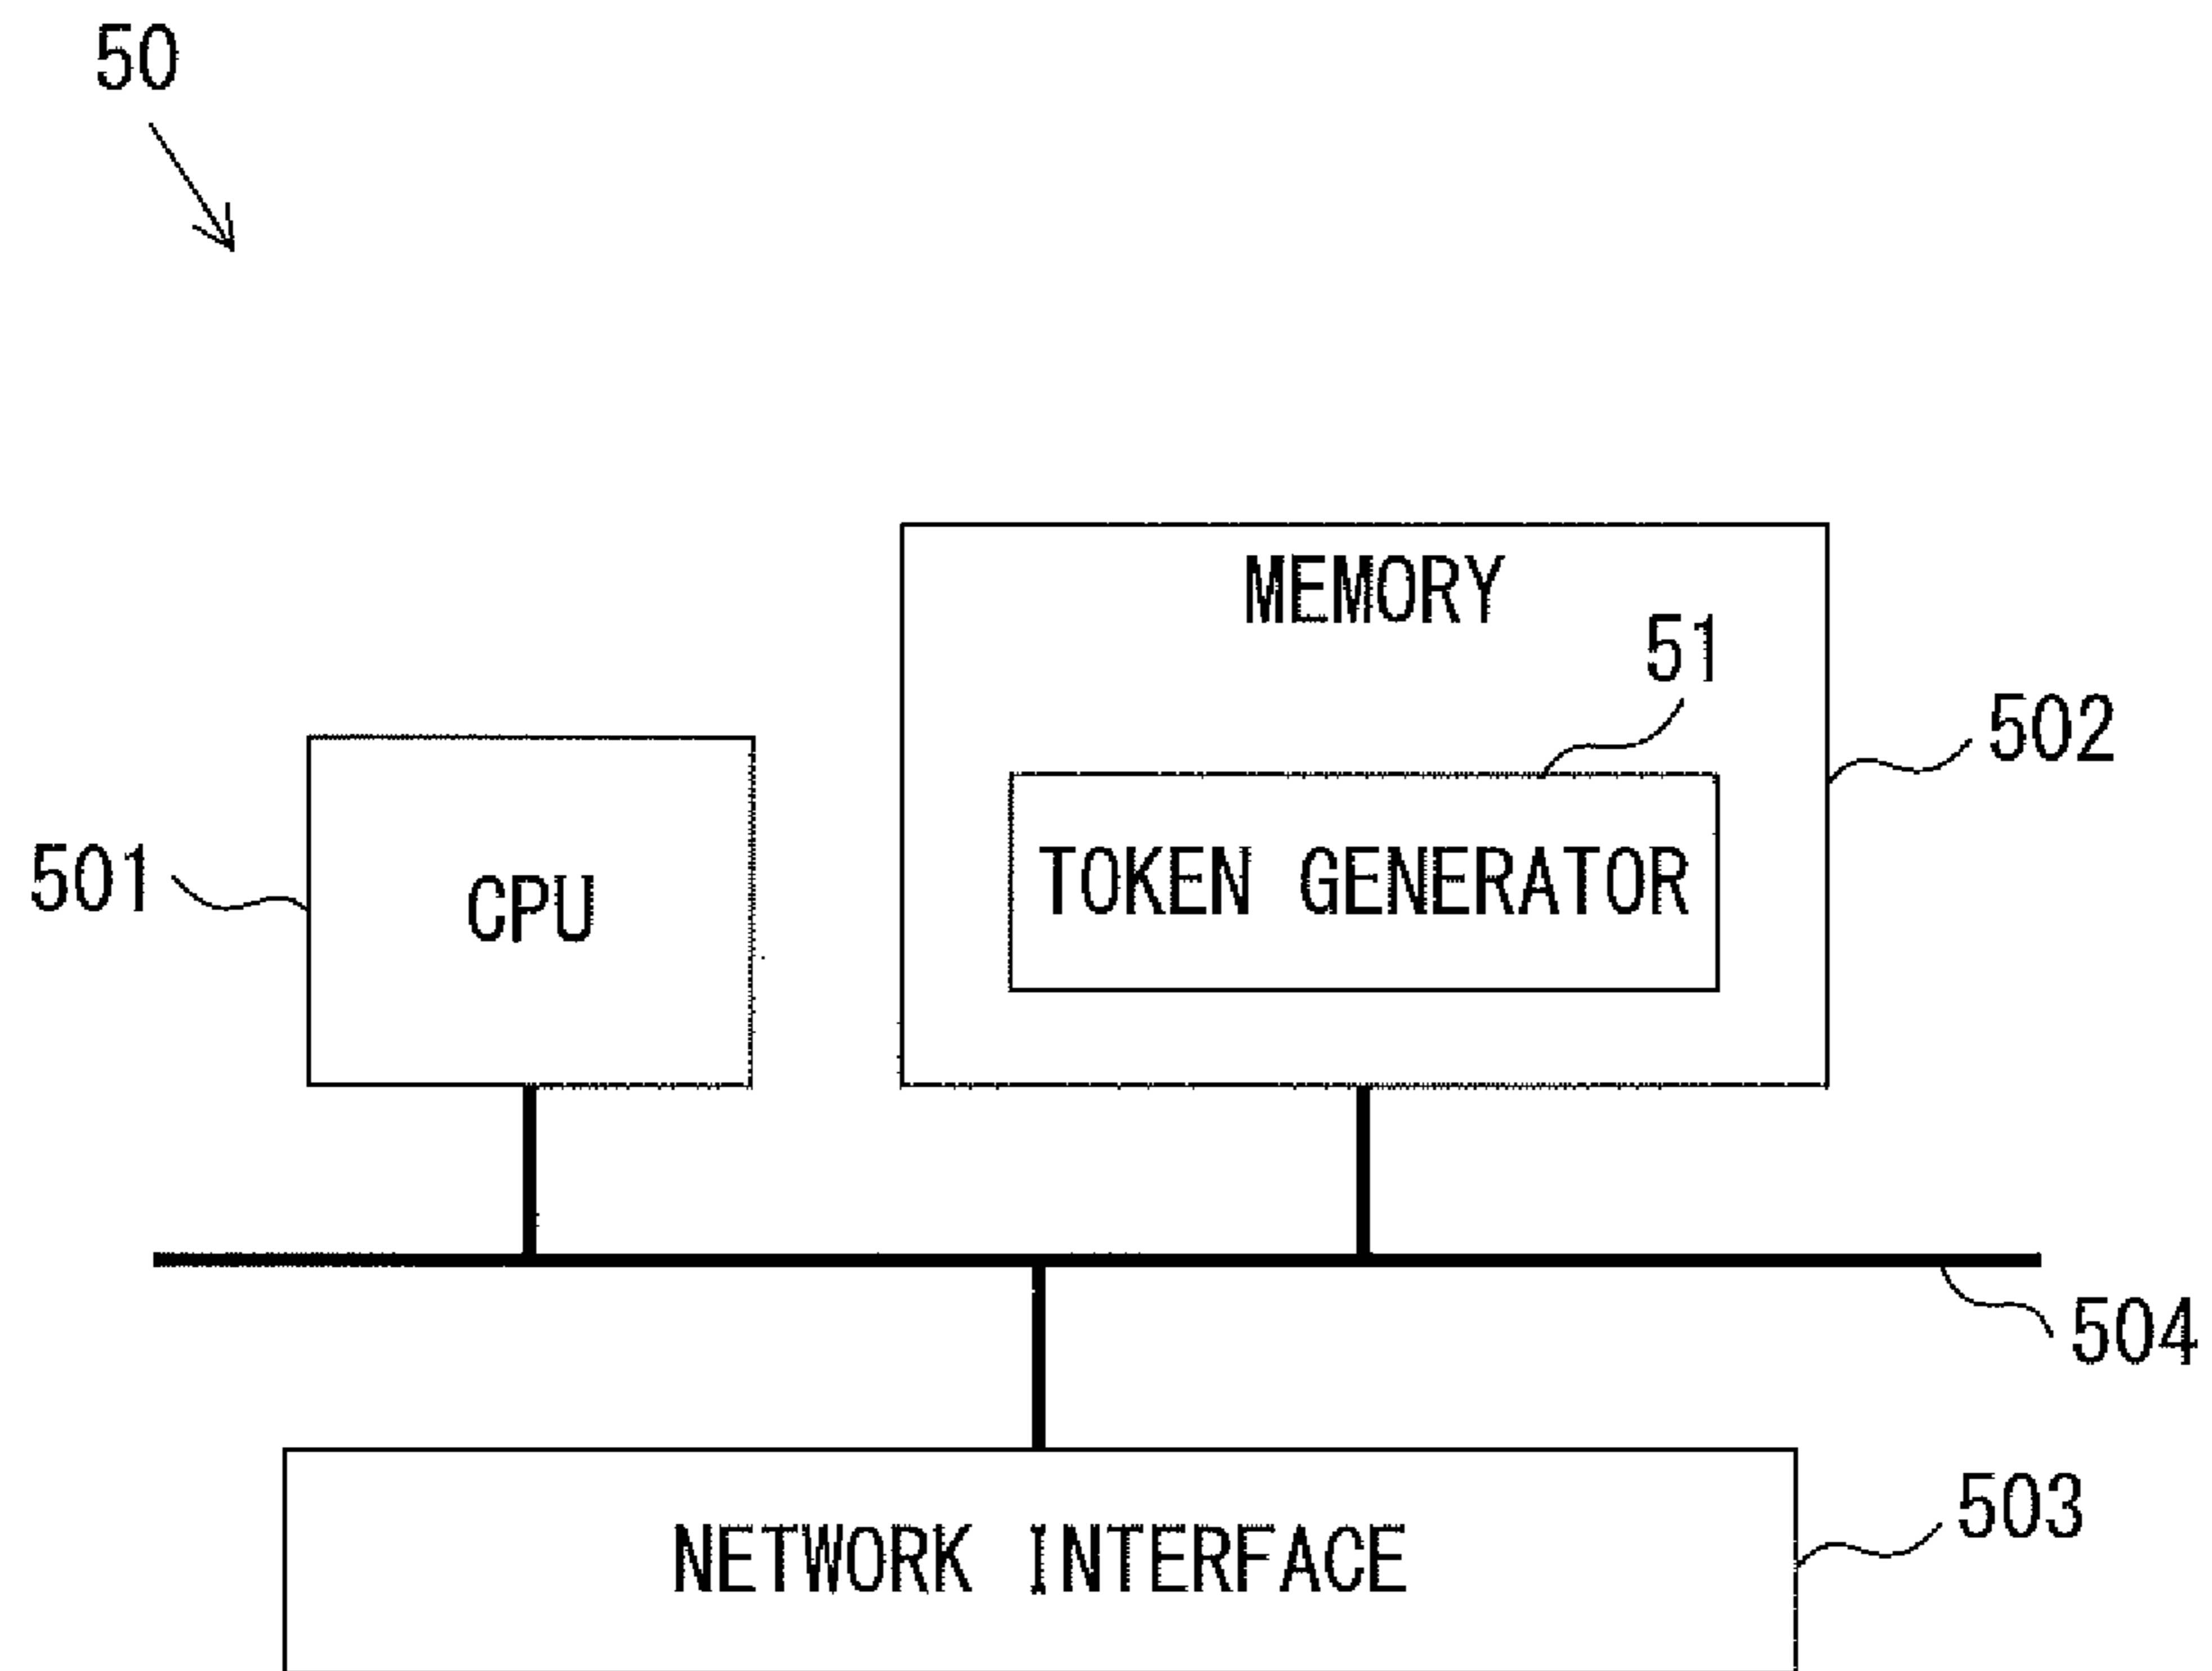 50
MEMORY
51
502
501
CPU
TOKEN GENERATOR
504
503
NETWORK INTERFACE